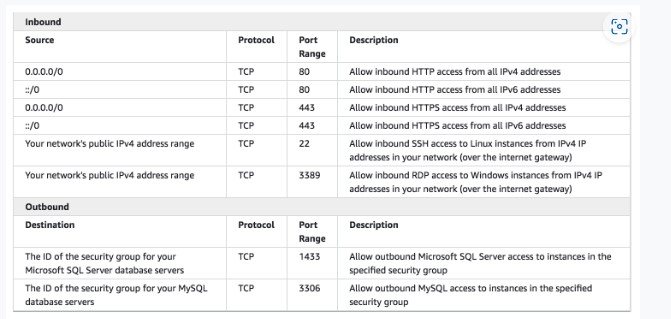 Inbound
Source Protocol Port Range Description
0.0.0.0/0 TCP 80 Allow inbound HTTP access from all IPv4 addresses
::/0 TCP 80 Allow inbound HTTP access from all IPv6 addresses
0.0.0.0/0 TCP 443 Allow inbound HTTPS access from all IPv4 addresses
::/0 TCP 443 Allow inbound HTTPS access from all IPv6 addresses
Your network's public IPv4 address range TCP 22 Allow inbound SSH access to Linux instances from IPv4 IP
addresses in your network (over the internet gateway)
Your network's public IPv4 address range TCP 3389 Allow inbound RDP access to Windows instances from IPv4 IP
addresses in your network (over the internet gateway)
Outbound
Destination Protocol Port Range Description
The ID of the security group for your
Microsoft SQL Server database servers TCP 1433 Allow outbound Microsoft SQL Server access to instances in the
specified security group
The ID of the security group for your MySQL
database servers TCP 3306 Allow outbound MySQL access to instances in the specified
security group